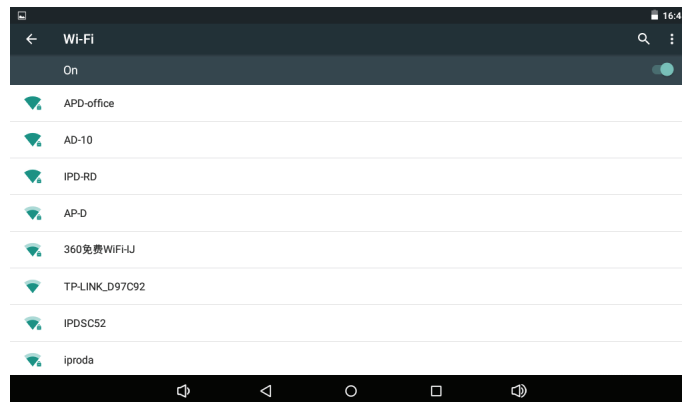 16:4
Wi-Fi
On
APD-office
AD-10
IPD-RD
AP-D
360免费WiFi-IJ
TP-LINK_D97C92
IPDSC52
iproda